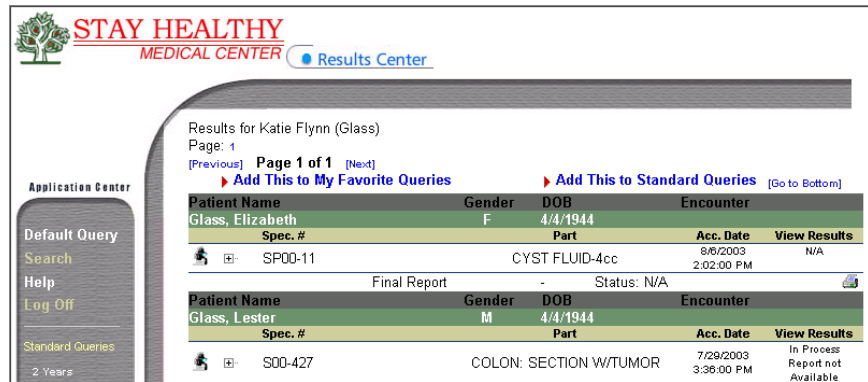 STAY HEALTHY
MEDICAL CENTER
Results Center
Results for Katie Flynn (Glass)
Page: 1
[Previous] Page 1 of 1 [Next]
Add This to My Favorite Queries Add This to Standard Queries [Go to Bottom]
Application Center
Default Query
Search
Help
Log Off
Standard Queries
2 Years
Patient Name Gender DOB Encounter
Glass, Elizabeth F 4/4/1944
Spec. # Part Acc. Date View Results
SP00-11 CYST FLUID-4cc 8/6/2003 2:02:00 PM N/A
Final Report - Status: N/A
Patient Name Gender DOB Encounter
Glass, Lester M 4/4/1944
Spec. # Part Acc. Date View Results
S00-427 COLON: SECTION W/TUMOR 7/29/2003 3:36:00 PM In Process Report not Available